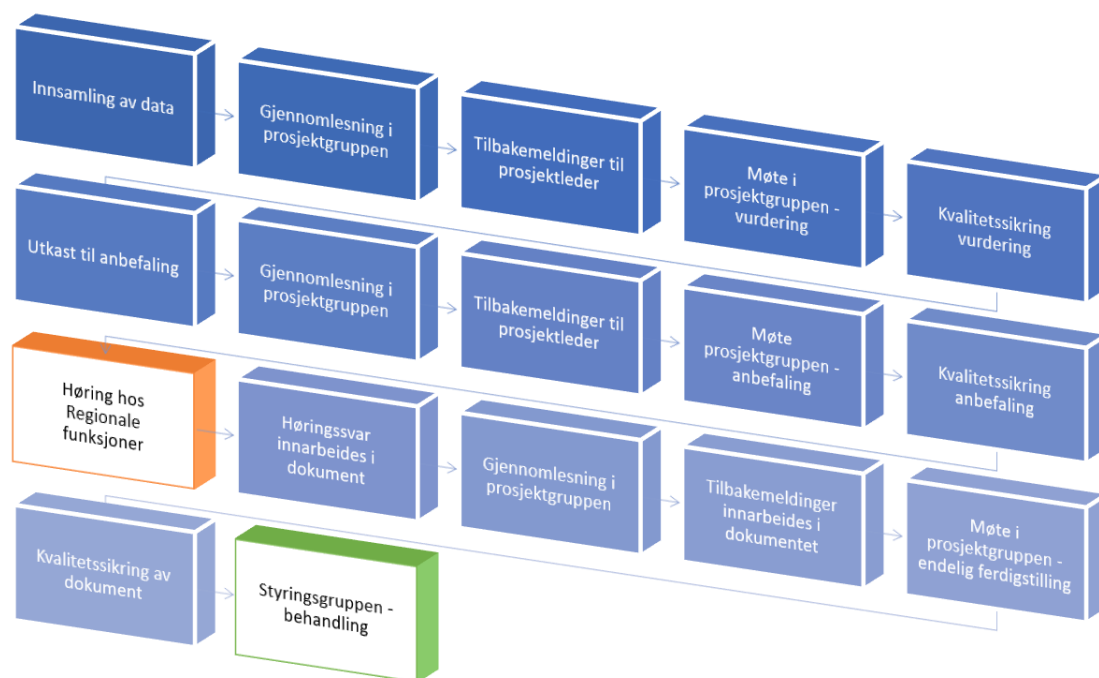 Innsamling av data
Gjennomlesning i
prosjektgruppen
Tilbakemeldinger til
prosjektleder
Møte i
prosjektgruppen -
vurdering
Kvalitetssikring
vurdering
Utkast til anbefaling
Gjennomlesning i
prosjektgruppen
Tilbakemeldinger til
prosjektleder
Møte
prosjektgruppen -
anbefaling
Kvalitetssikring
anbefaling
Høring hos
Regionale
funksjoner
Høringssvar
innarbeides i
dokument
Gjennomlesning i
prosjektgruppen
Tilbakemeldinger
innarbeides i
dokumentet
Møte i
prosjektgruppen -
endelig ferdigstilling
Kvalitetssikring av
dokument
Styringsgruppen -
behandling